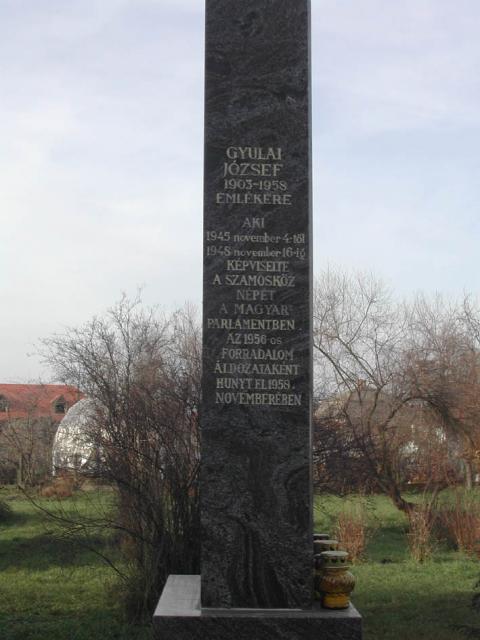 GYULAI
JÓZSEF
1903-1958
EMLÉKÉRE
AKI
1945 november 4-től
1948 november 16-ig
KÉPVISELTE
A SZAMOSKÖZ
NÉPÉT
A MAGYAR
PARLAMENTBEN.
AZ 1956-os
FORRADALOM
ÁLDOZATAKÉNT
HUNYT EL 1958.
NOVEMBERÉBEN